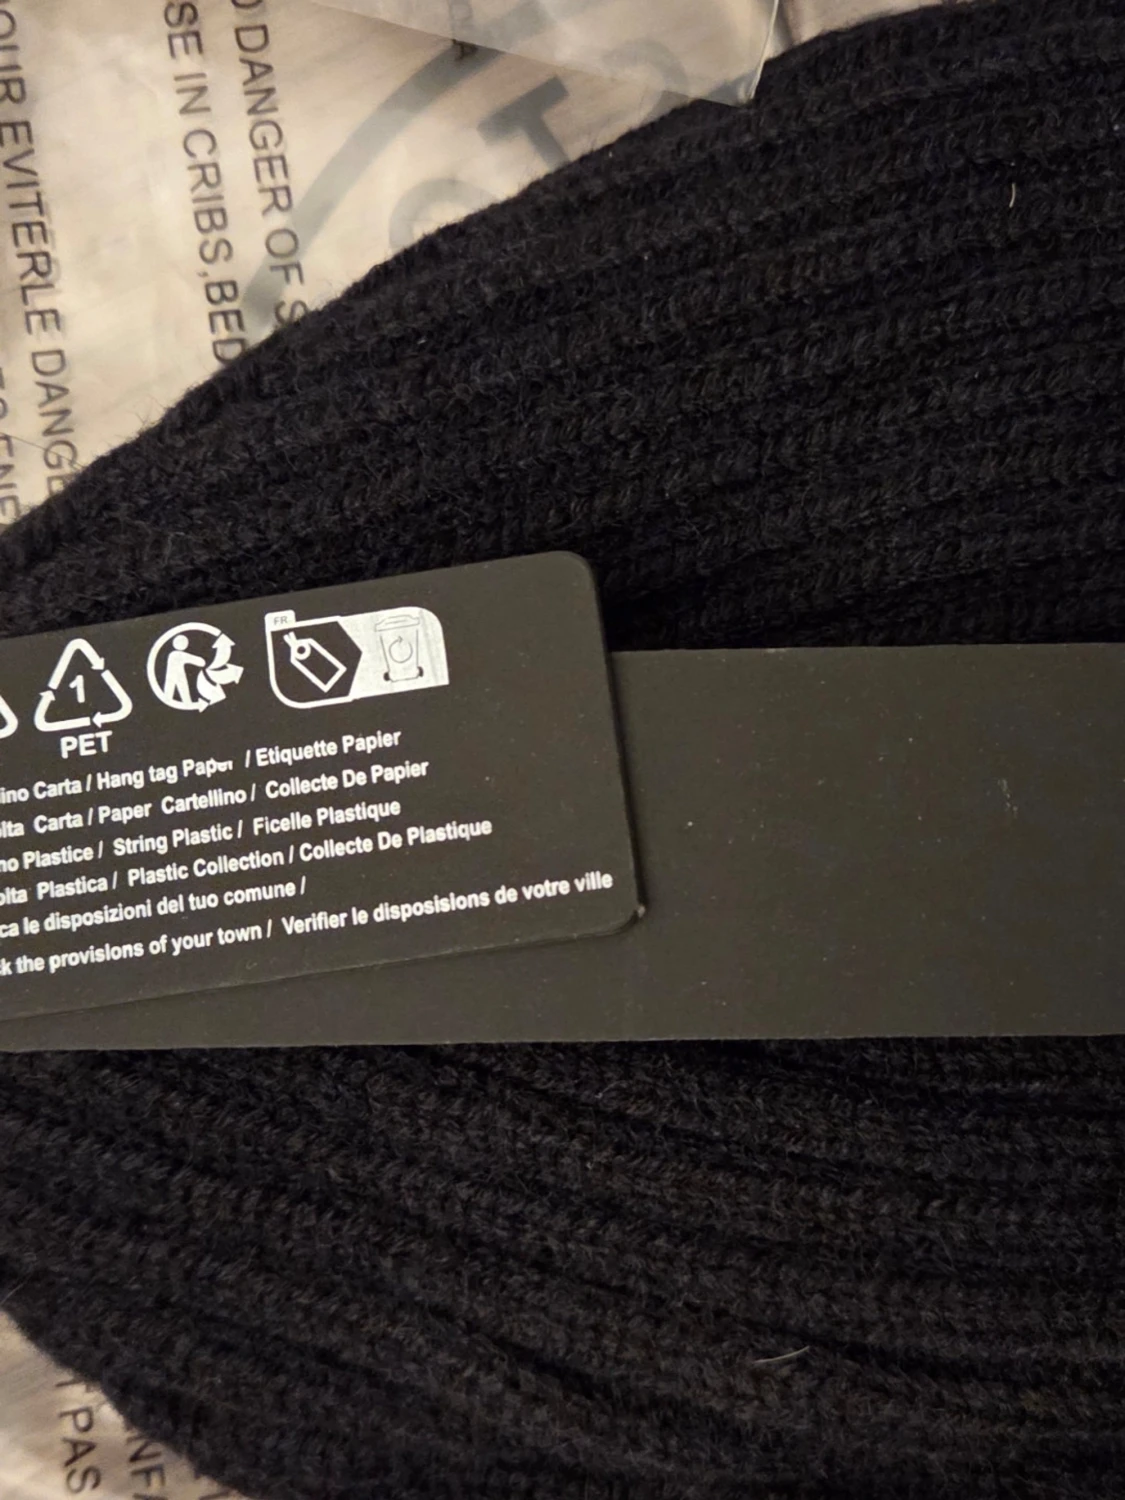 DANGER OF S
SE IN CRIBS,BED
OUR EVITERLE DANGE
FR
1
PET
ino Carta / Hang tag Paper / Etiquette Papier
lta Carta / Paper Cartellino / Collecte De Papier
no Plastice / String Plastic / Ficelle Plastique
olta Plastica / Plastic Collection / Collecte De Plastique
ca le disposizioni del tuo comune /
k the provisions of your town / Verifier le disposisions de votre ville
PAS